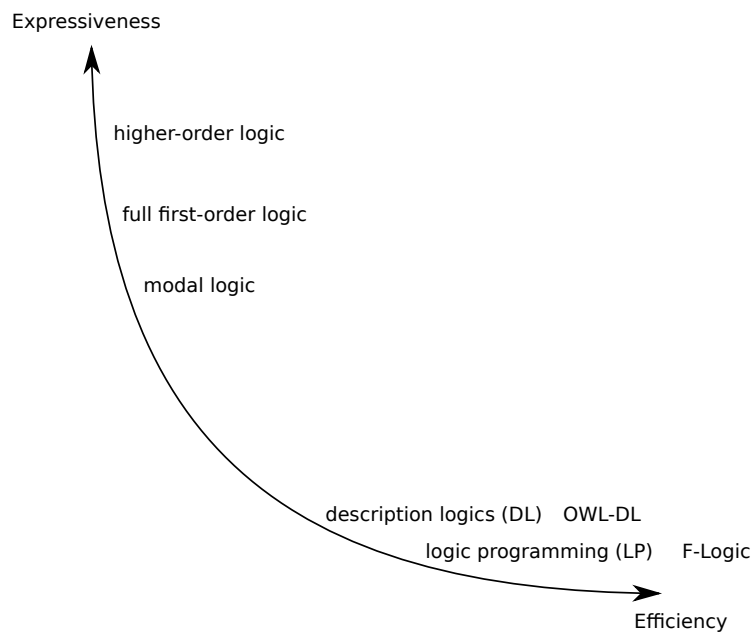 Expressiveness
higher-order logic
full first-order logic
modal logic
description logics (DL) OWL-DL
logic programming (LP) F-Logic
Efficiency